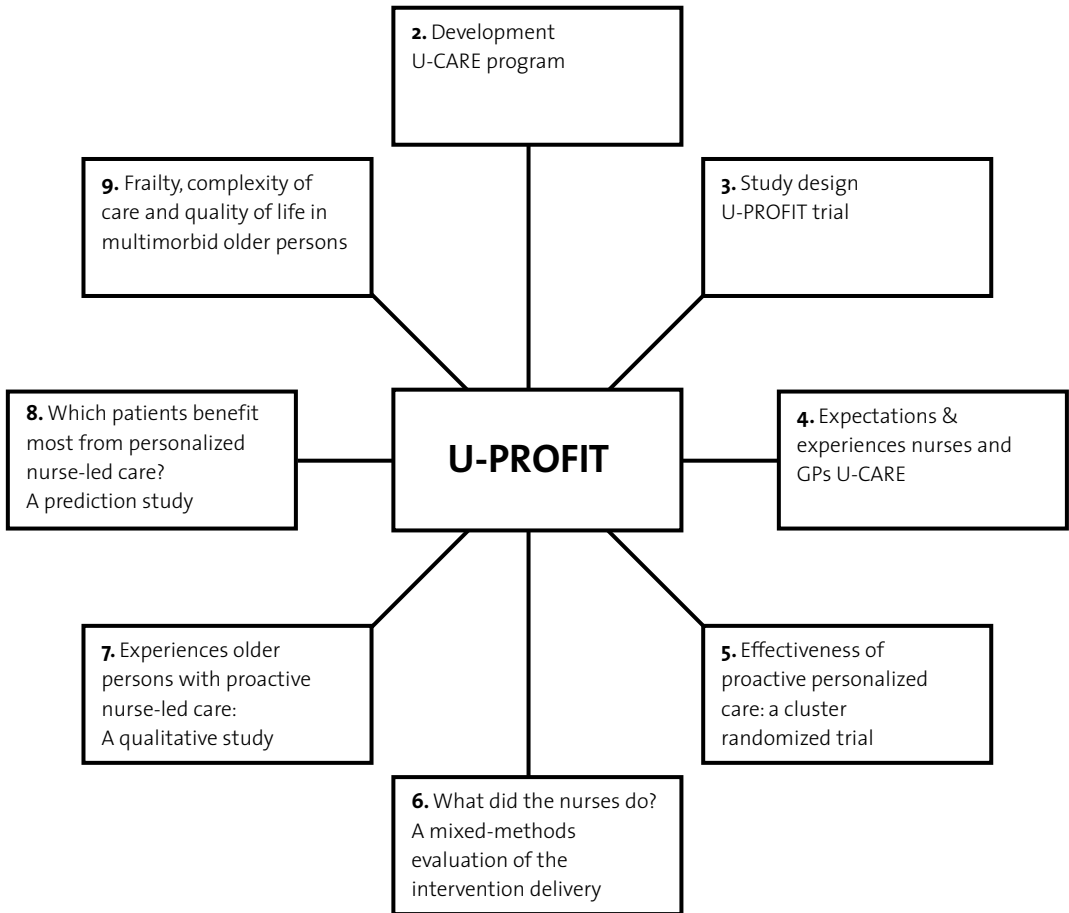 2. Development
U-CARE program
9. Frailty, complexity of
care and quality of life in
multimorbid older persons
3. Study design
U-PROFIT trial
8. Which patients benefit
most from personalized
nurse-led care?
A prediction study
U-PROFIT
4. Expectations &
experiences nurses and
GPs U-CARE
7. Experiences older
persons with proactive
nurse-led care:
A qualitative study
5. Effectiveness of
proactive personalized
care: a cluster
randomized trial
6. What did the nurses do?
A mixed-methods
evaluation of the
intervention delivery